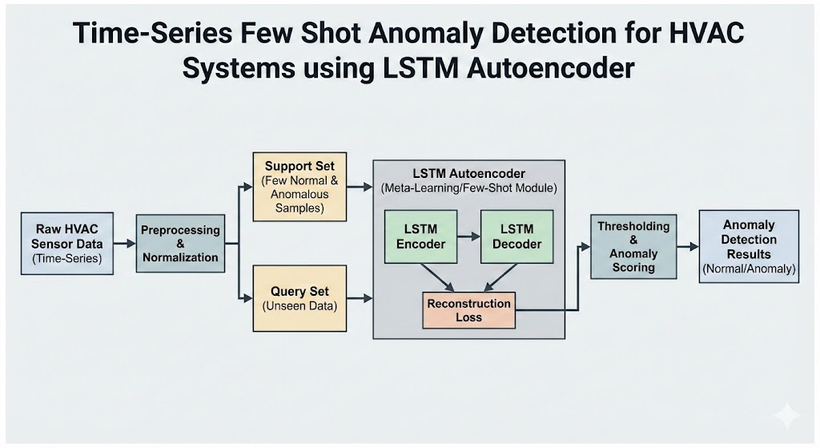 Time-Series Few Shot Anomaly Detection for HVAC
Systems using LSTM Autoencoder
Raw HVAC
Sensor Data
(Time-Series)
Preprocessing
&
Normalization
Support Set
(Few Normal &
Anomalous
Samples)
Query Set
(Unseen Data)
LSTM Autoencoder
(Meta-Learning/Few-Shot Module)
LSTM
Encoder
LSTM
Decoder
Reconstruction
Loss
Thresholding
&
Anomaly
Scoring
Anomaly
Detection
Results
(Normal/Anomaly)